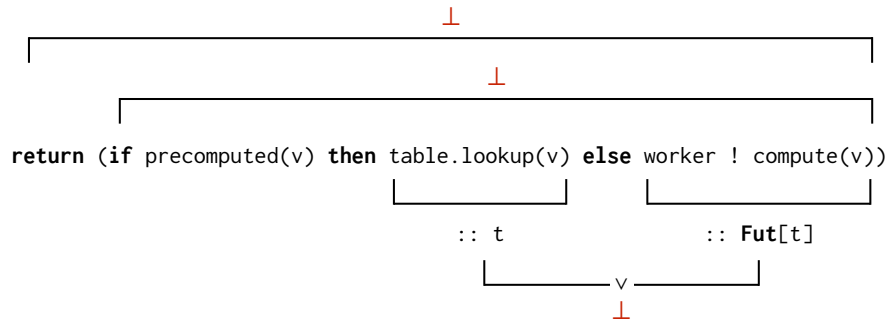 ⊥
⊥
return (if precomputed(v) then table.lookup(v) else worker ! compute(v))
:: t :: Fut[t]
∨
⊥